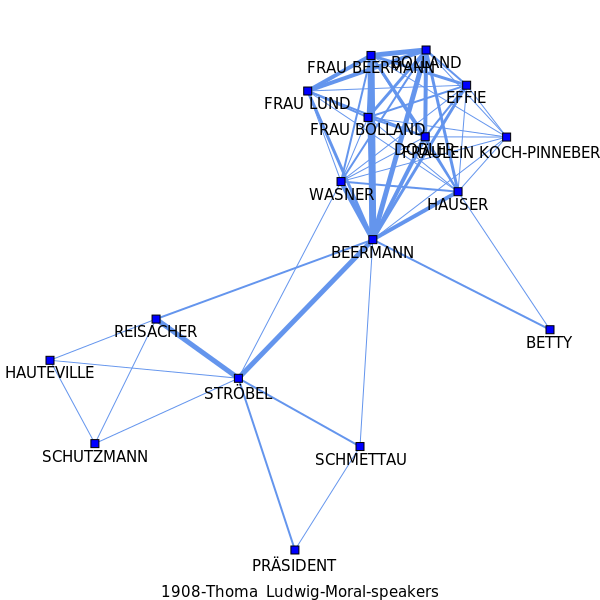 BOLLAND
FRAU BEERMANN
EFFIE
FRAU LUND
FRAU BOLLAND
DOBLER
FRÄULEIN KOCH-PINNEBER
WASNER
HAUSER
BEERMANN
REISACHER
BETTY
HAUTEVILLE
STRÖBEL
SCHUTZMANN
SCHMETTAU
PRÄSIDENT
1908-Thoma_Ludwig-Moral-speakers